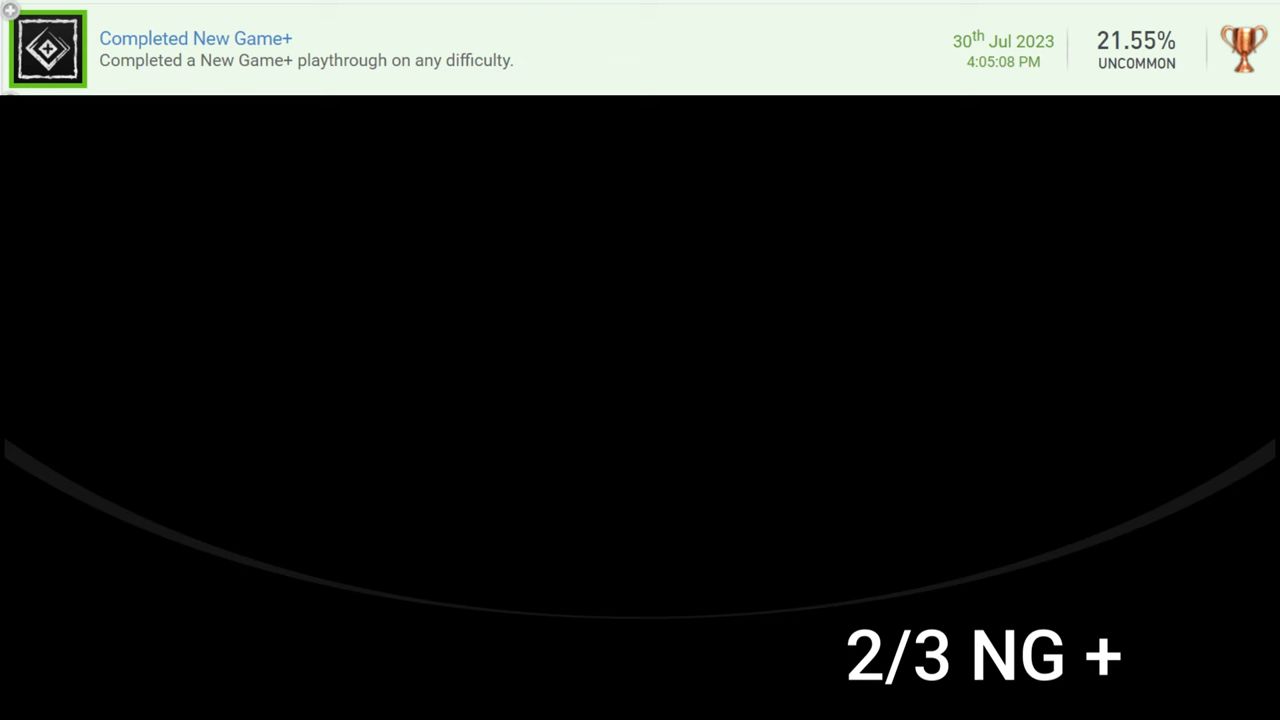 Completed New Game+
Completed a New Game+ playthrough on any difficulty.
30th Jul 2023
4:05:08 PM
21.55%
UNCOMMON
2/3 NG +